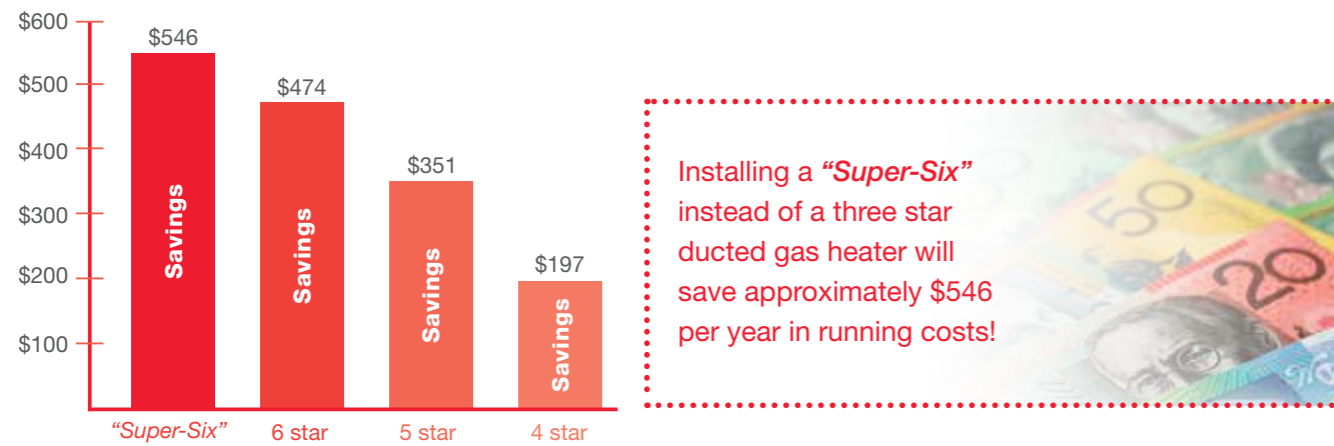 $600
$546
$500
$474
$400
$351
$300
$200
$197
$100
Savings
Savings
Savings
Savings
"Super-Six"
6 star
5 star
4 star
Installing a "Super-Six"
instead of a three star
ducted gas heater will
save approximately $546
per year in running costs!
50
20